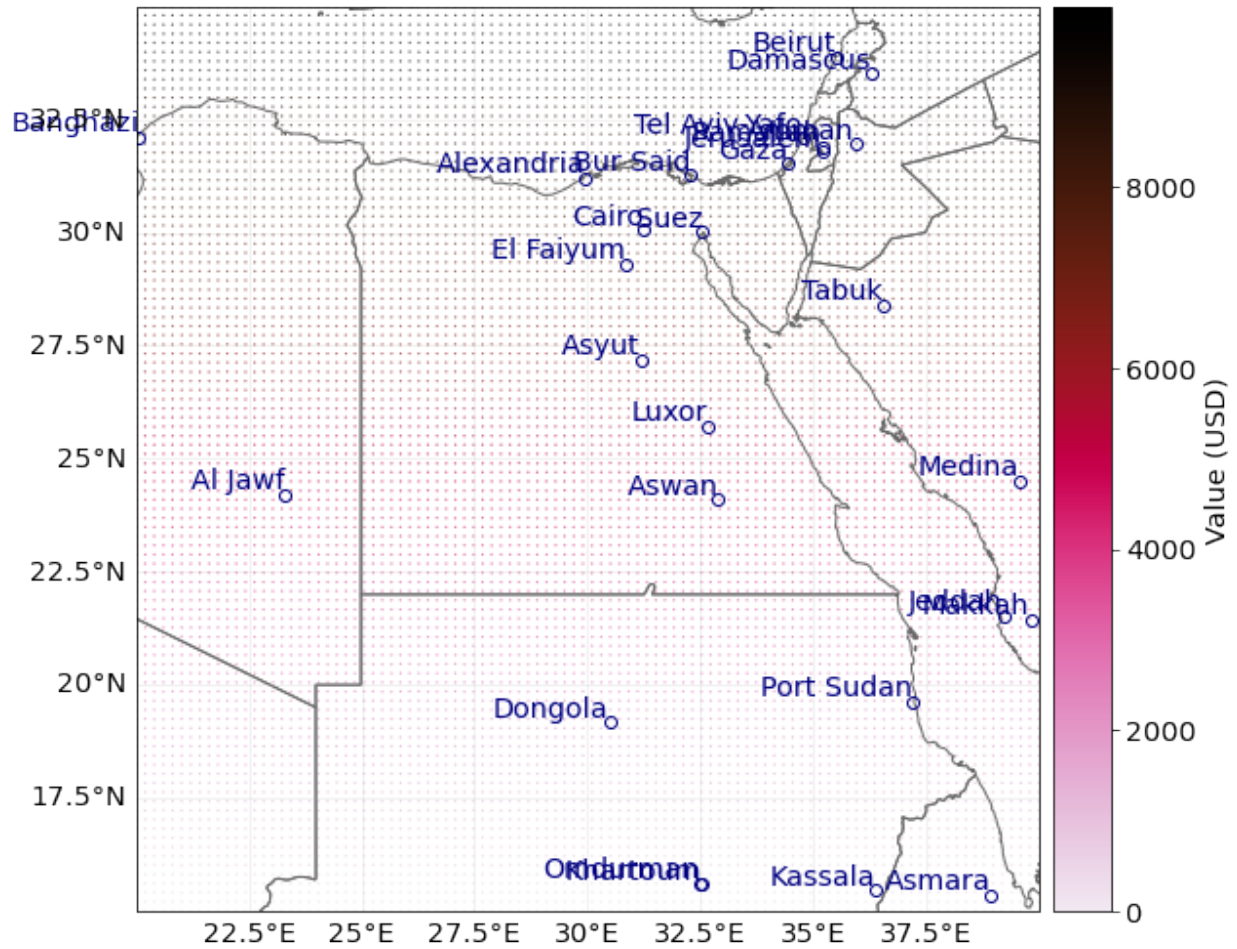 Beirut
Damascus
32.5°N
Banghazi
Tel Aviv-Yafo
Amman
Jerusalem
Gaza
Alexandria
Bur Said
8000
30°N
Cairo
Suez
El Faiyum
Tabuk
27.5°N
Asyut
6000
Luxor
25°N
Medina
Al Jawf
Aswan
Value (USD)
4000
22.5°N
Jeddah
Makkah
20°N
Port Sudan
Dongola
2000
17.5°N
Omdurman
Khartoum
Kassala
Asmara
0
22.5°E
25°E
27.5°E
30°E
32.5°E
35°E
37.5°E